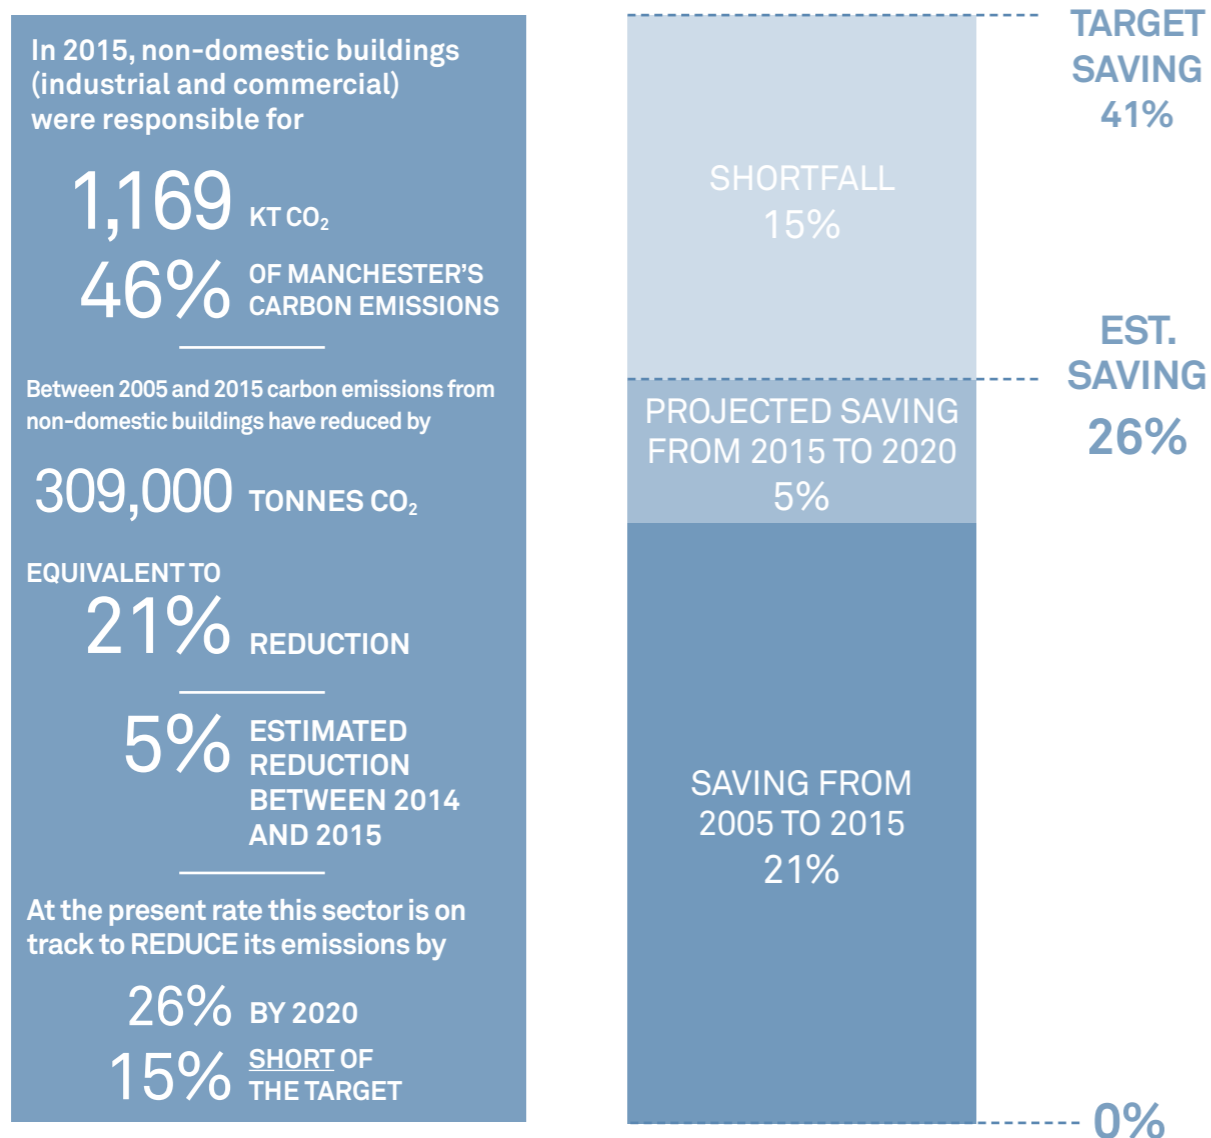 In 2015, non-domestic buildings
(industrial and commercial)
were responsible for
1,169 KT CO₂
46% OF MANCHESTER'S
CARBON EMISSIONS
Between 2005 and 2015 carbon emissions from
non-domestic buildings have reduced by
309,000 TONNES CO₂
EQUIVALENT TO
21% REDUCTION
5% ESTIMATED
REDUCTION
BETWEEN 2014
AND 2015
At the present rate this sector is on
track to REDUCE its emissions by
26% BY 2020
15% SHORT OF
THE TARGET
TARGET
SAVING
41%
SHORTFALL
15%
EST.
SAVING
26%
PROJECTED SAVING
FROM 2015 TO 2020
5%
SAVING FROM
2005 TO 2015
21%
0%